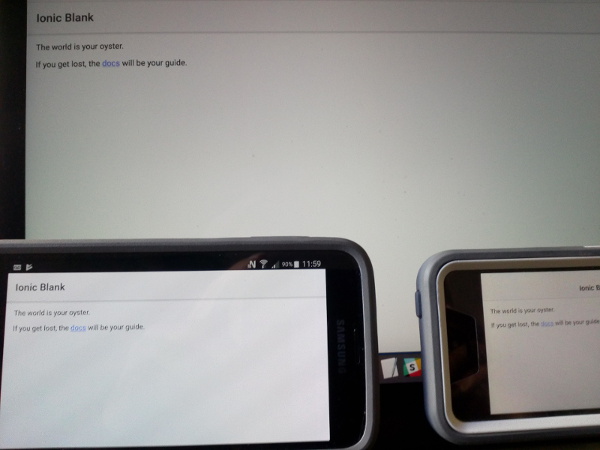 Ionic Blank
The world is your oyster.
If you get lost, the docs will be your guide.
N 93% 11:59
Ionic Blank
The world is your oyster.
If you get lost, the docs will be your guide.
SAMSUNG
S
Ionic B
The world is your oyster.
If you get lost, the docs will be your guide